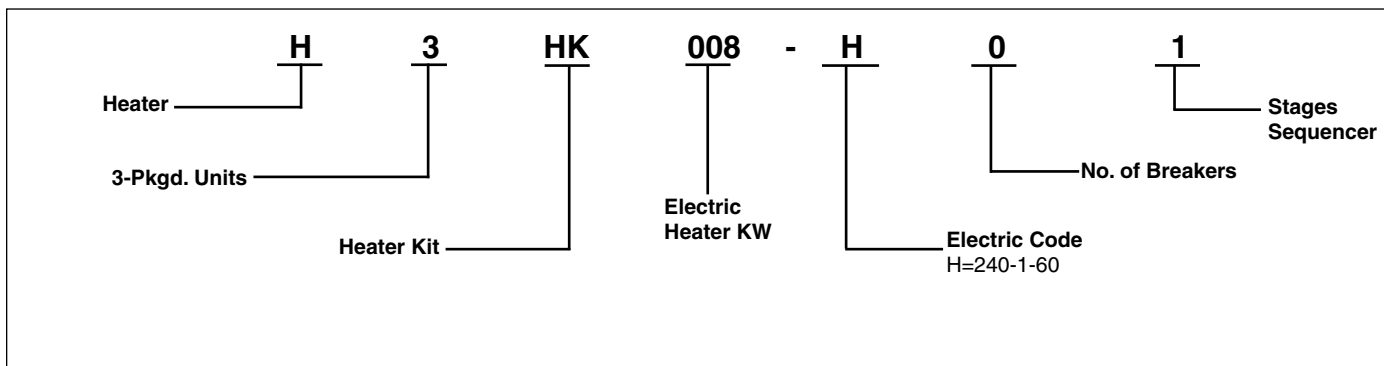 H 3 HK 008 - H 0 1
Heater
Stages
Sequencer
3-Pkgd. Units
No. of Breakers
Electric
Heater KW
Heater Kit
Electric Code
H=240-1-60